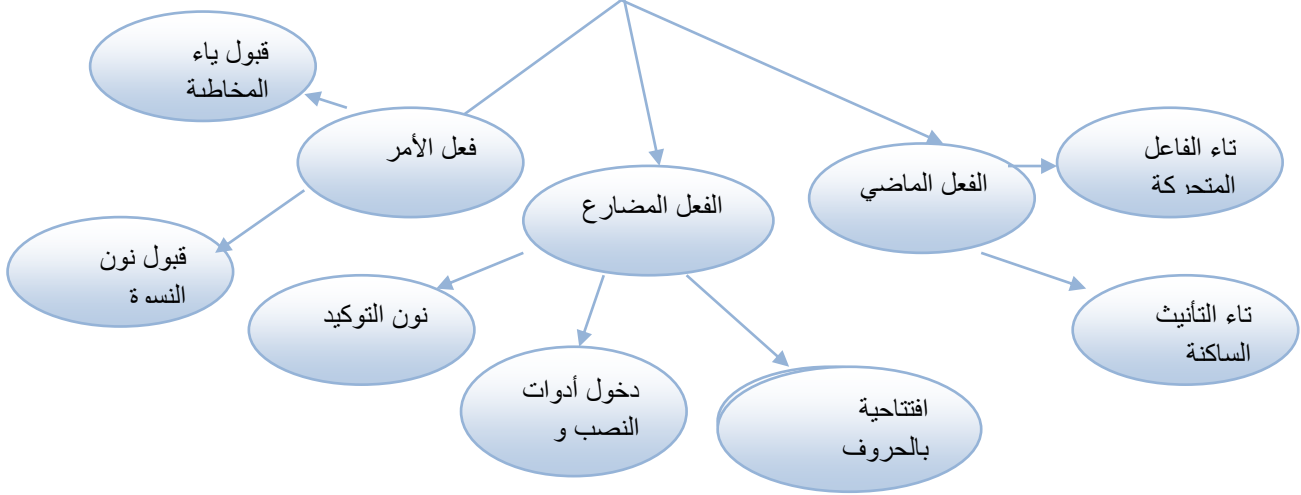 قبول ياء
المخاطبة
فعل الأمر
تاء الفاعل
المتحركة
الفعل الماضي
الفعل المضارع
قبول نون
النسوة
نون التوكيد
تاء التأنيث
الساكنة
دخول أدوات
النصب و
افتتاحية
بالحروف